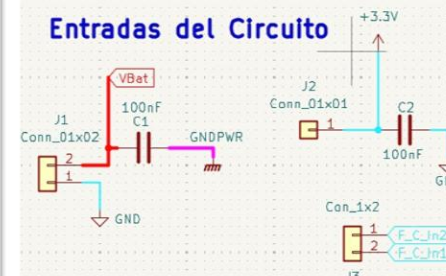 Entradas del Circuito
+3.3V
VBat
J1
Conn_01x02
100nF
C1
GNDPWR
2
1
GND
J2
Conn_01x01
1
C2
100nF
Con_1x2
1
2
F_C_In2
F_C_In1
J3